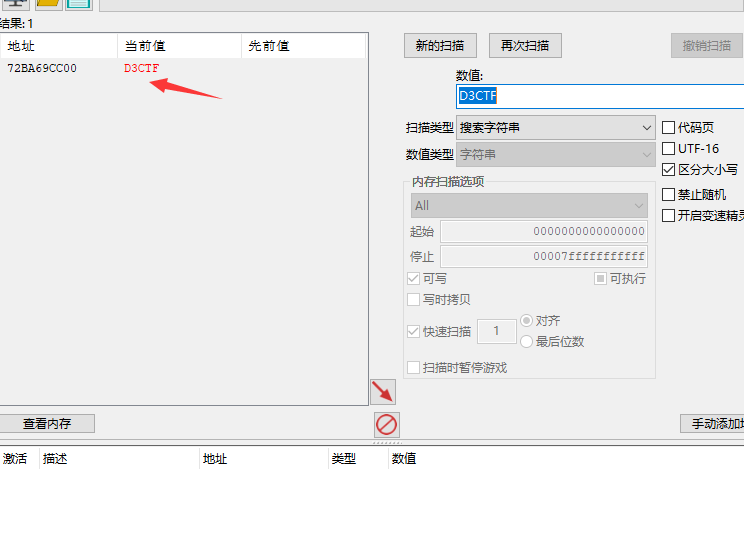 结果: 1
地址 当前值 先前值
72BA69CC00 D3CTF
新的扫描 再次扫描 撤销扫描
数值:
D3CTF
扫描类型 搜索字符串
数值类型 字符串
代码页
UTF-16
区分大小写
禁止随机
开启变速精灵
内存扫描选项
All
起始 0000000000000000
停止 00007fffffffffff
可写 可执行
写时拷贝
快速扫描 1 对齐
最后位数
扫描时暂停游戏
查看内存 手动添加
激活 描述 地址 类型 数值